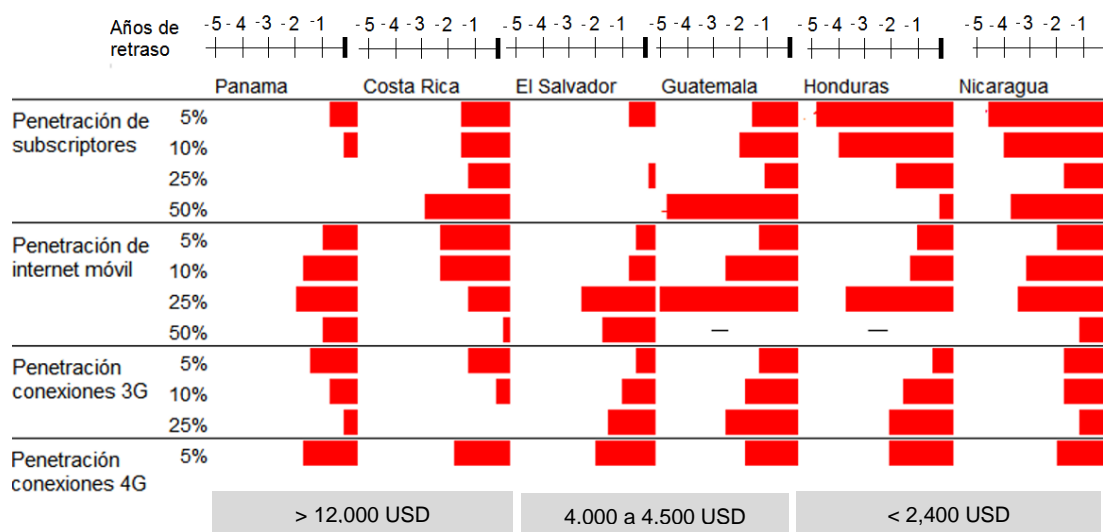 Años de
retraso
-5 -4 -3 -2 -1 -5 -4 -3 -2 -1 -5 -4 -3 -2 -1 -5 -4 -3 -2 -1 -5 -4 -3 -2 -1 -5 -4 -3 -2 -1
Panama Costa Rica El Salvador Guatemala Honduras Nicaragua
Penetración de
subscriptores
5%
10%
25%
50%
Penetración de
internet móvil
5%
10%
25%
50% — —
Penetración
conexiones 3G
5%
10%
25%
Penetración
conexiones 4G
5%
> 12,000 USD 4.000 a 4.500 USD < 2,400 USD